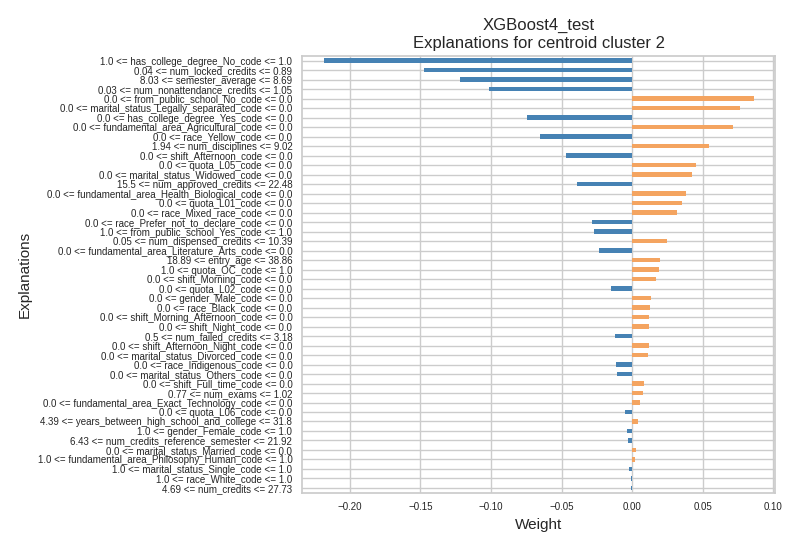 XGBoost4_test
Explanations for centroid cluster 2
1.0 <= has_college_degree_No_code <= 1.0
0.04 <= num_locked_credits <= 0.89
8.03 <= semester_average <= 8.69
0.03 <= num_nonattendance_credits <= 1.05
0.0 <= from_public_school_No_code <= 0.0
0.0 <= marital_status_Legally_separated_code <= 0.0
0.0 <= has_college_degree_Yes_code <= 0.0
0.0 <= fundamental_area_Agricultural_code <= 0.0
0.0 <= race_Yellow_code <= 0.0
1.94 <= num_disciplines <= 9.02
0.0 <= shift_Afternoon_code <= 0.0
0.0 <= quota_L05_code <= 0.0
0.0 <= marital_status_Widowed_code <= 0.0
15.5 <= num_approved_credits <= 22.48
0.0 <= fundamental_area_Health_Biological_code <= 0.0
0.0 <= quota_L01_code <= 0.0
0.0 <= race_Mixed_race_code <= 0.0
0.0 <= race_Prefer_not_to_declare_code <= 0.0
1.0 <= from_public_school_Yes_code <= 1.0
0.05 <= num_dispensed_credits <= 10.39
0.0 <= fundamental_area_Literature_Arts_code <= 0.0
18.89 <= entry_age <= 38.86
1.0 <= quota_OC_code <= 1.0
0.0 <= shift_Morning_code <= 0.0
0.0 <= quota_L02_code <= 0.0
0.0 <= gender_Male_code <= 0.0
0.0 <= race_Black_code <= 0.0
0.0 <= shift_Morning_Afternoon_code <= 0.0
0.0 <= shift_Night_code <= 0.0
0.5 <= num_failed_credits <= 3.18
0.0 <= shift_Afternoon_Night_code <= 0.0
0.0 <= marital_status_Divorced_code <= 0.0
0.0 <= race_Indigenous_code <= 0.0
0.0 <= marital_status_Others_code <= 0.0
0.0 <= shift_Full_time_code <= 0.0
0.77 <= num_exams <= 1.02
0.0 <= fundamental_area_Exact_Technology_code <= 0.0
0.0 <= quota_L06_code <= 0.0
4.39 <= years_between_high_school_and_college <= 31.8
1.0 <= gender_Female_code <= 1.0
6.43 <= num_credits_reference_semester <= 21.92
0.0 <= marital_status_Married_code <= 0.0
1.0 <= fundamental_area_Philosophy_Human_code <= 1.0
1.0 <= marital_status_Single_code <= 1.0
1.0 <= race_White_code <= 1.0
4.69 <= num_credits <= 27.73
Explanations
−0.20 −0.15 −0.10 −0.05 0.00 0.05 0.10
Weight